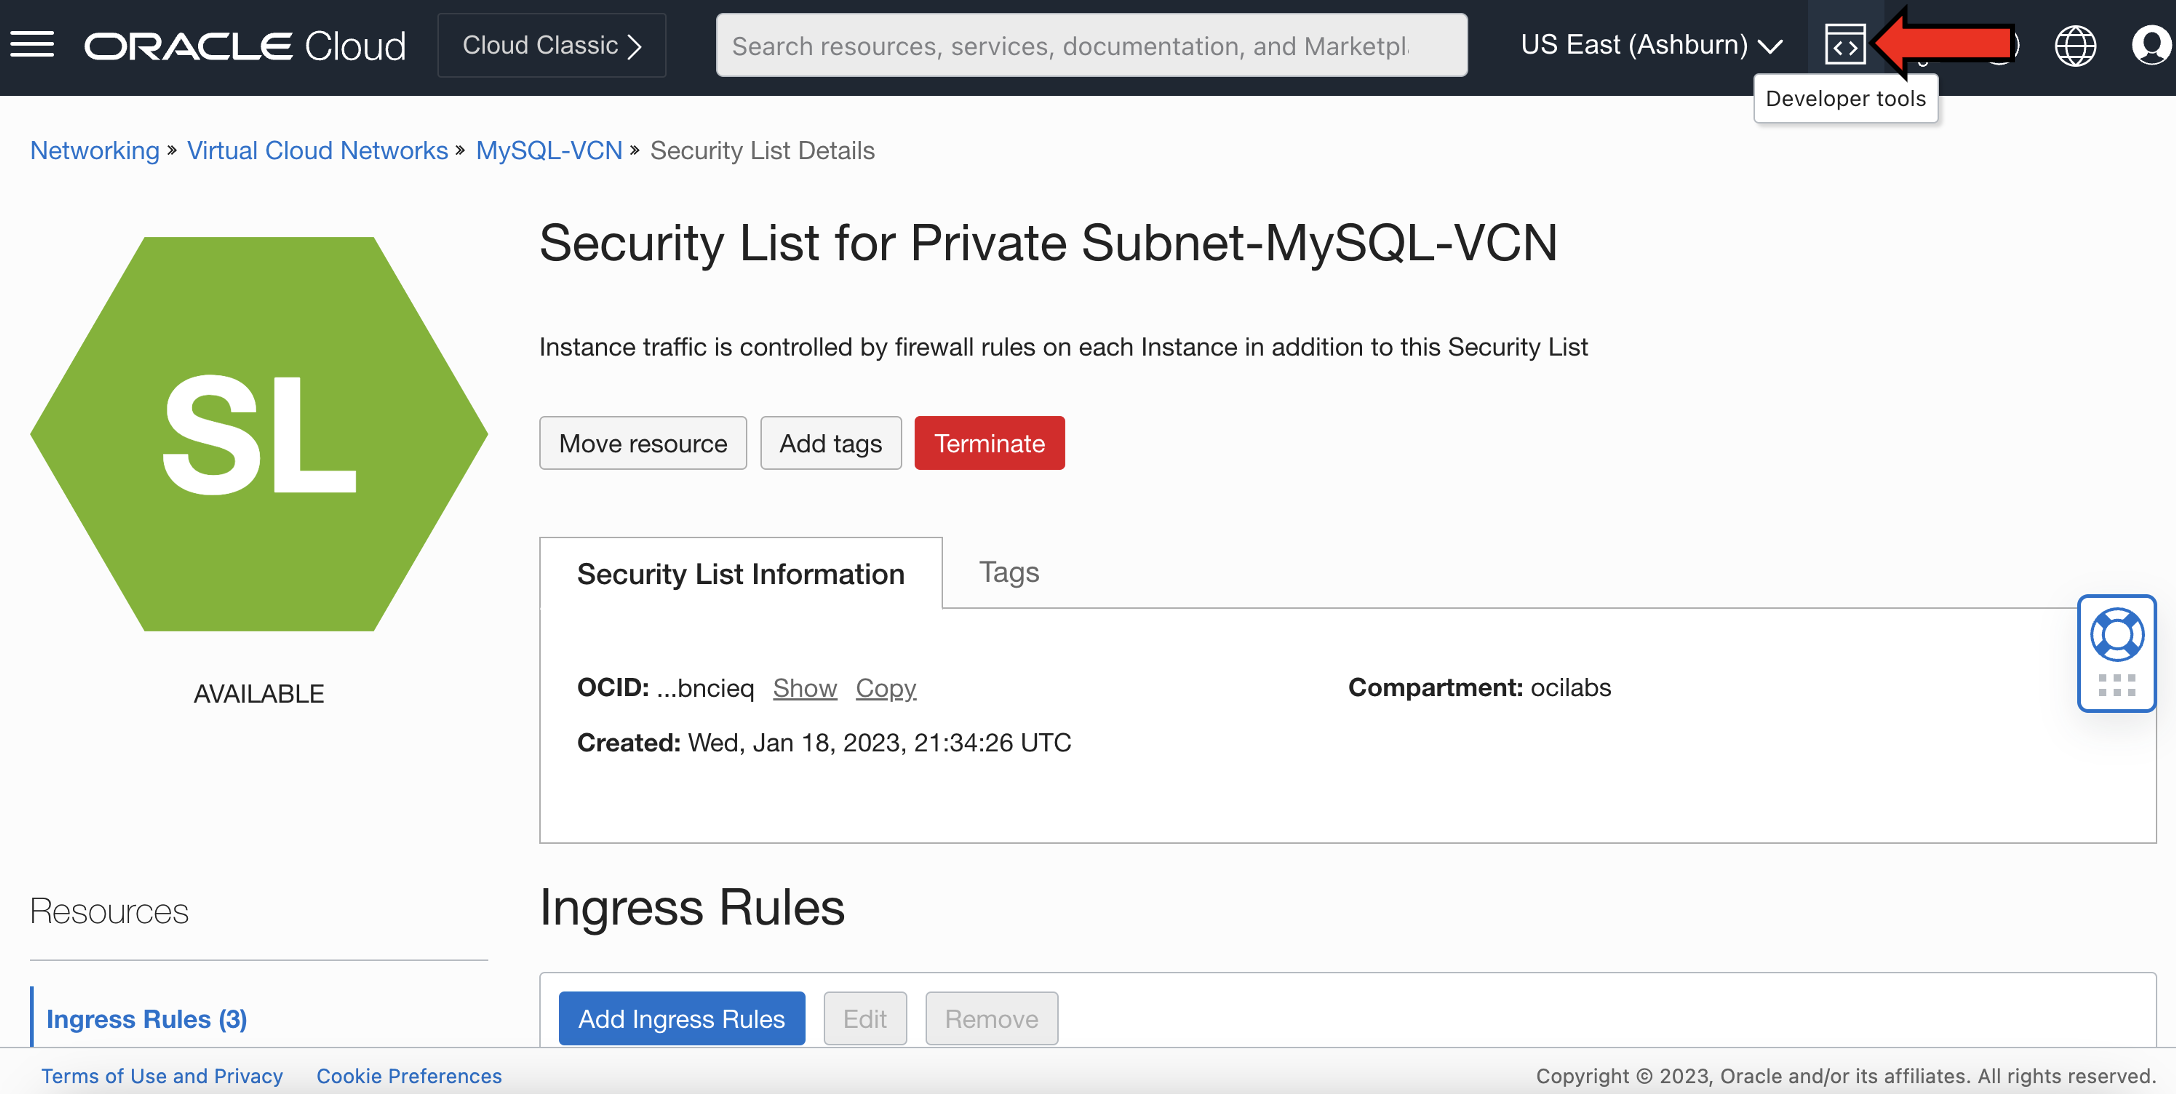 ORACLE Cloud
Cloud Classic
Search resources, services, documentation, and Marketpl
US East (Ashburn)
Developer tools
Networking » Virtual Cloud Networks » MySQL-VCN » Security List Details
SL
AVAILABLE
Security List for Private Subnet-MySQL-VCN
Instance traffic is controlled by firewall rules on each Instance in addition to this Security List
Move resource
Add tags
Terminate
Security List Information
Tags
OCID: ...bncieq Show Copy
Compartment: ocilabs
Created: Wed, Jan 18, 2023, 21:34:26 UTC
Resources
Ingress Rules (3)
Ingress Rules
Add Ingress Rules
Edit
Remove
Terms of Use and Privacy
Cookie Preferences
Copyright © 2023, Oracle and/or its affiliates. All rights reserved.